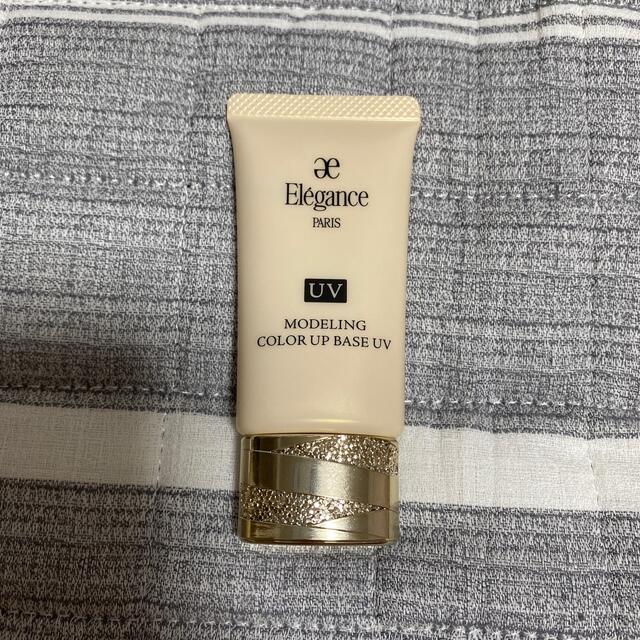 æ
Elégance
PARIS
UV
MODELING
COLOR UP BASE UV